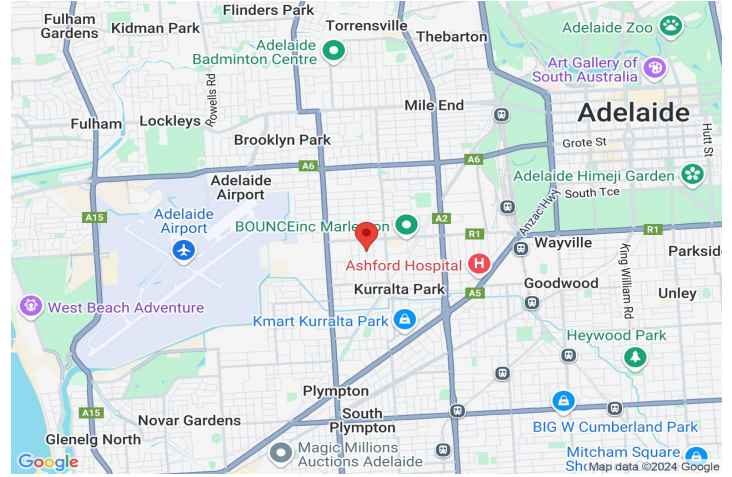 Flinders Park
Fulham
Gardens
Kidman Park
Torrensville
Adelaide Zoo
Thebarton
Adelaide
Badminton Centre
Art Gallery of
South Australia
Rowells Rd
Mile End
Adelaide
Fulham
Lockleys
Hutt St
Brooklyn Park
Grote St
A6
A6
Adelaide
Airport
Adelaide Himeji Garden
South Tce
Anzac Hwy
A15
Adelaide
Airport
A2
BOUNCEinc
R1
R1
Wayville
Parkside
Ashford Hospital
H
King William Rd
Kurralta Park
A5
Goodwood
Unley
West Beach Adventure
Kmart Kurralta Park
Heywood Park
Plympton
A15
Novar Gardens
South
Plympton
BIG W Cumberland Park
Glenelg North
Magic Millions
Auctions Adelaide
Mitcham Square
Google
Map data ©2024 Google